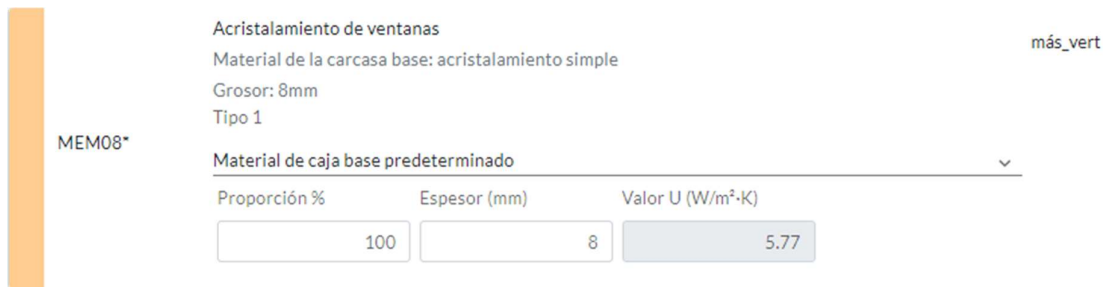 Acristalamiento de ventanas
más_vert
Material de la carcasa base: acristalamiento simple
Grosor: 8mm
Tipo 1
MEM08*
Material de caja base predeterminado
Proporción % Espesor (mm) Valor U (W/m²·K)
100 8 5.77